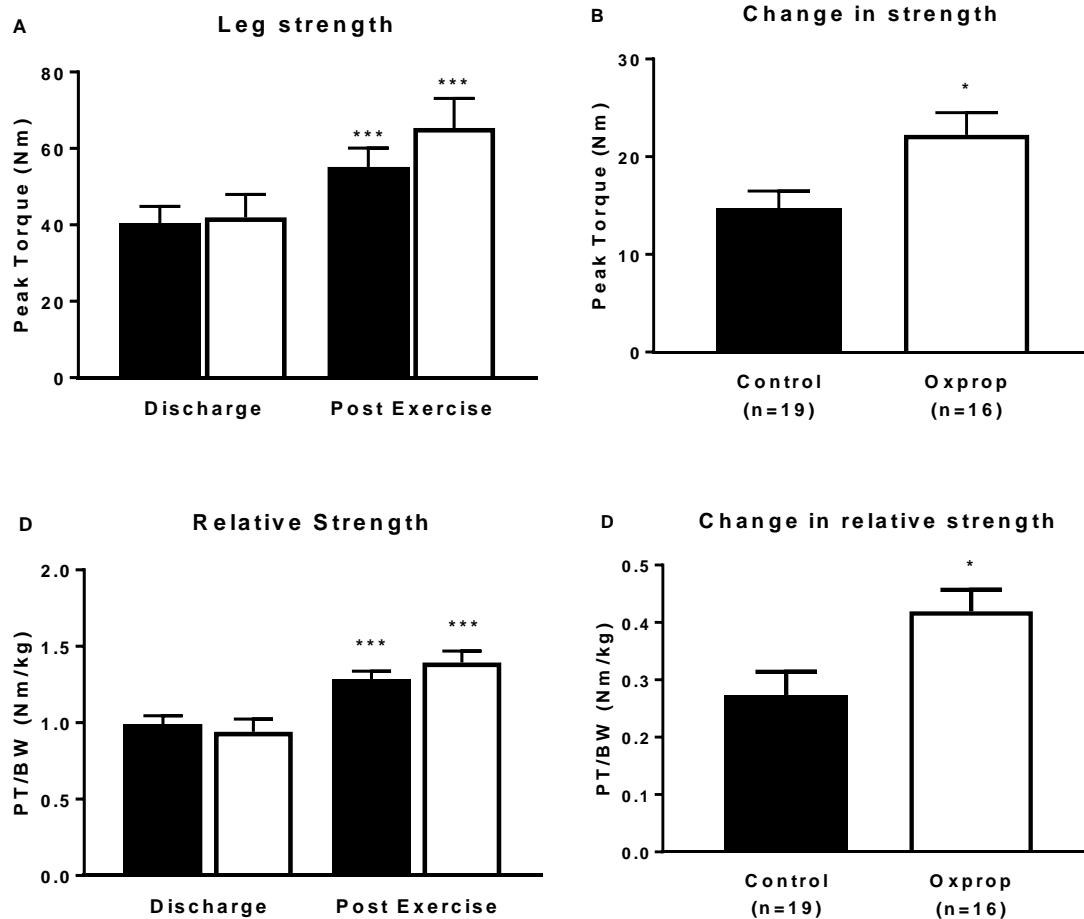 A
Leg strength
Peak Torque (Nm)
80
60
40
20
0
***
***
Discharge
Post Exercise
B
Change in strength
Peak Torque (Nm)
30
20
10
0
*
Control
(n=19)
Oxprop
(n=16)
D
Relative Strength
PT/BW (Nm/kg)
2.0
1.5
1.0
0.5
0.0
***
***
Discharge
Post Exercise
D
Change in relative strength
PT/BW (Nm/kg)
0.5
0.4
0.3
0.2
0.1
0.0
*
Control
(n=19)
Oxprop
(n=16)